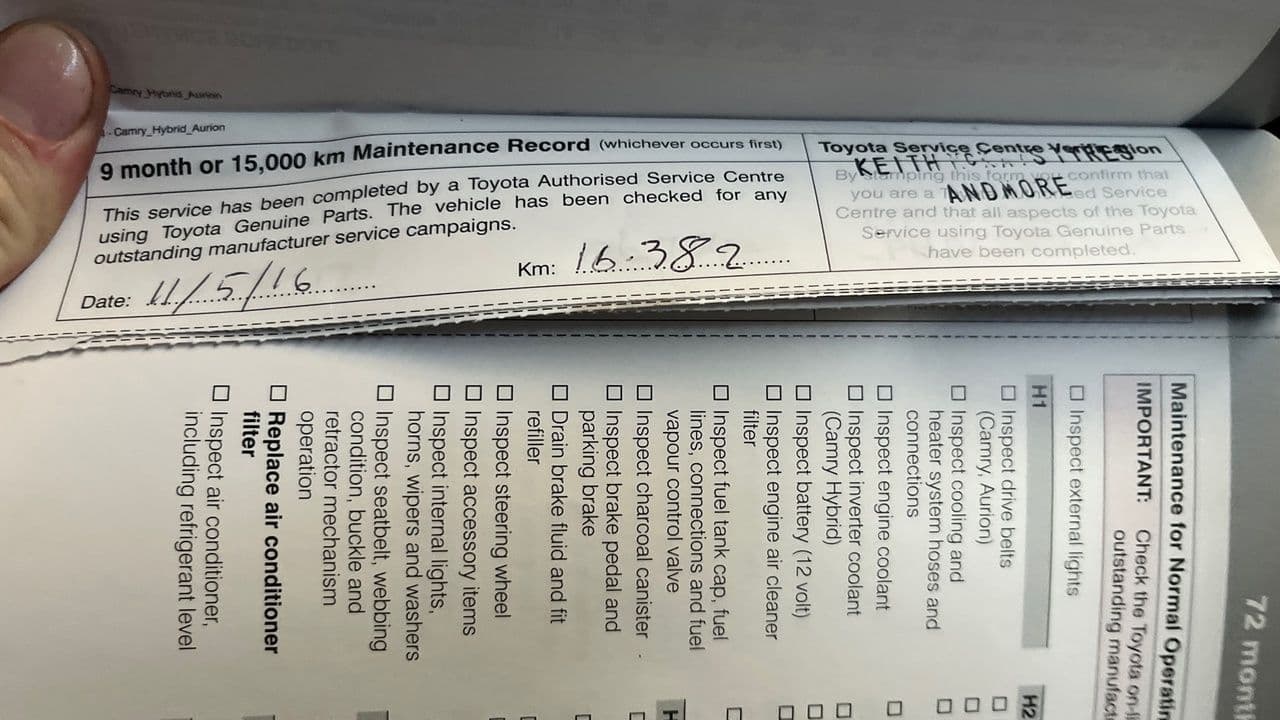 Camry_Hybrid_Aurion
- Camry_Hybrid_Aurion
9 month or 15,000 km Maintenance Record (whichever occurs first)
This service has been completed by a Toyota Authorised Service Centre
using Toyota Genuine Parts. The vehicle has been checked for any
outstanding manufacturer service campaigns.
Date: 11/5/16
Km: 16.382
Toyota Service Centre Verification
KEITH TYRES
AND MORE
By stamping this form you confirm that
you are a Service
Centre and that all aspects of the Toyota
Service using Toyota Genuine Parts
have been completed.
72 mont
Maintenance for Normal Operatin
IMPORTANT: Check the Toyota on-
outstanding manufact
Inspect external lights
H1
Inspect drive belts
(Camry, Aurion)
Inspect cooling and
heater system hoses and
connections
Inspect engine coolant
Inspect inverter coolant
(Camry Hybrid)
Inspect battery (12 volt)
Inspect engine air cleaner
filter
Inspect fuel tank cap, fuel
lines, connections and fuel
vapour control valve
Inspect charcoal canister
Inspect brake pedal and
parking brake
Drain brake fluid and fit
refiller
Inspect steering wheel
Inspect accessory items
Inspect internal lights,
horns, wipers and washers
Inspect seatbelt, webbing
condition, buckle and
retractor mechanism
operation
Replace air conditioner
filter
Inspect air conditioner,
including refrigerant level
H2
H